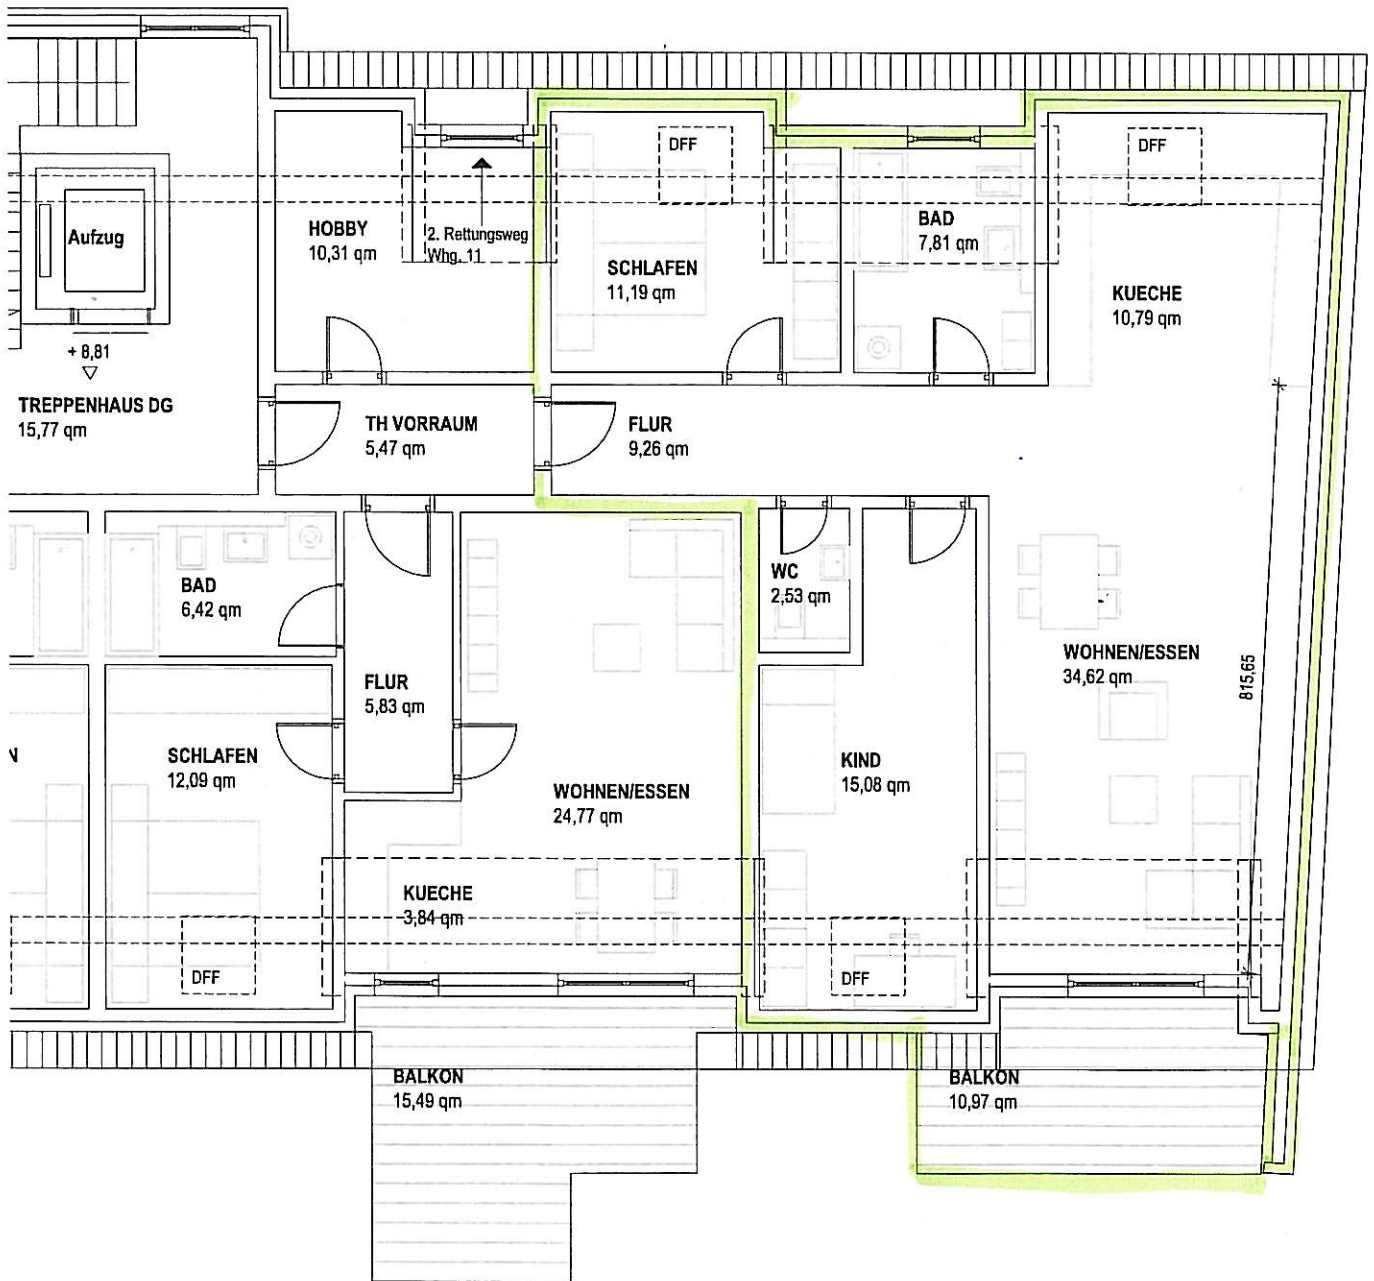 DFF
DFF
HOBBY
10,31 qm
2. Rettungsweg
Whg. 11
SCHLAFEN
11,19 qm
BAD
7,81 qm
KUECHE
10,79 qm
Aufzug
+ 8,81
TREPPENHAUS DG
15,77 qm
TH VORRAUM
5,47 qm
FLUR
9,26 qm
BAD
6,42 qm
WC
2,53 qm
FLUR
5,83 qm
WOHNEN/ESSEN
34,62 qm
815,65
N
SCHLAFEN
12,09 qm
WOHNEN/ESSEN
24,77 qm
KIND
15,08 qm
KUECHE
3,84 qm
DFF
DFF
BALKON
15,49 qm
BALKON
10,97 qm